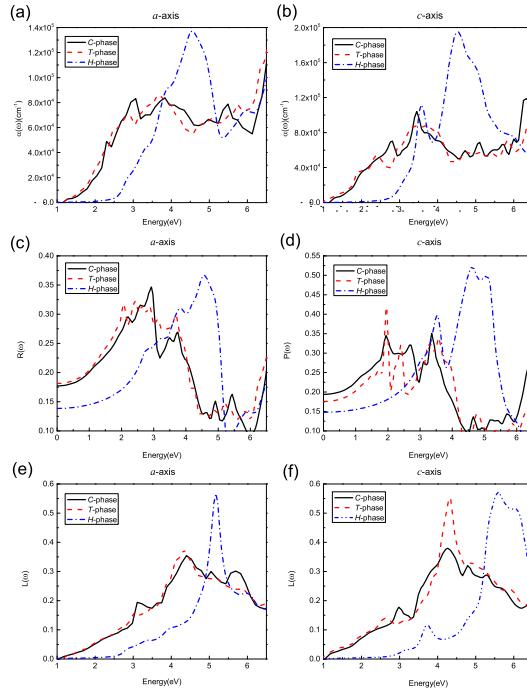 (a)
a-axis
1.4x10⁵
1.2x10⁵
1.0x10⁵
8.0x10⁴
6.0x10⁴
4.0x10⁴
2.0x10⁴
0.0
α(ω)(cm⁻¹)
C-phase
T-phase
H-phase
1 2 3 4 5 6
Energy(eV)
(b)
c-axis
2.0x10⁵
1.6x10⁵
1.2x10⁵
8.0x10⁴
4.0x10⁴
0.0
α(ω)(cm⁻¹)
C-phase
T-phase
H-phase
1 2 3 4 5 6
Energy(eV)
(c)
a-axis
0.40
0.35
0.30
0.25
0.20
0.15
0.10
R(ω)
C-phase
T-phase
H-phase
0 1 2 3 4 5 6
Energy(eV)
(d)
c-axis
0.55
0.50
0.45
0.40
0.35
0.30
0.25
0.20
0.15
0.10
P(ω)
C-phase
T-phase
H-phase
0 1 2 3 4 5 6
Energy(eV)
(e)
a-axis
0.6
0.5
0.4
0.3
0.2
0.1
0.0
L(ω)
C-phase
T-phase
H-phase
1 2 3 4 5 6
Energy(eV)
(f)
c-axis
0.6
0.5
0.4
0.3
0.2
0.1
0.0
L(ω)
C-phase
T-phase
H-phase
1 2 3 4 5 6
Energy(eV)